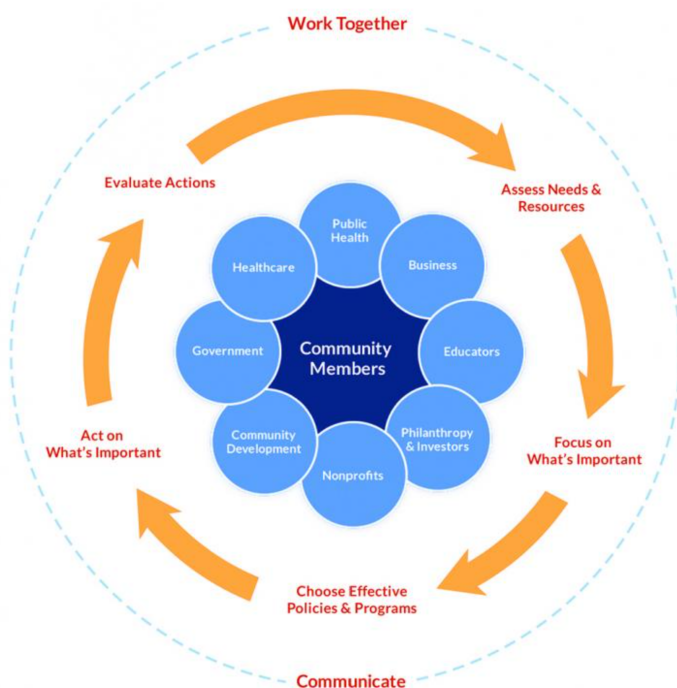 Work Together
Evaluate Actions
Assess Needs &
Resources
Public
Health
Healthcare
Business
Government
Community
Members
Educators
Act on
What's Important
Community
Development
Philanthropy
& Investors
Focus on
What's Important
Nonprofits
Choose Effective
Policies & Programs
Communicate